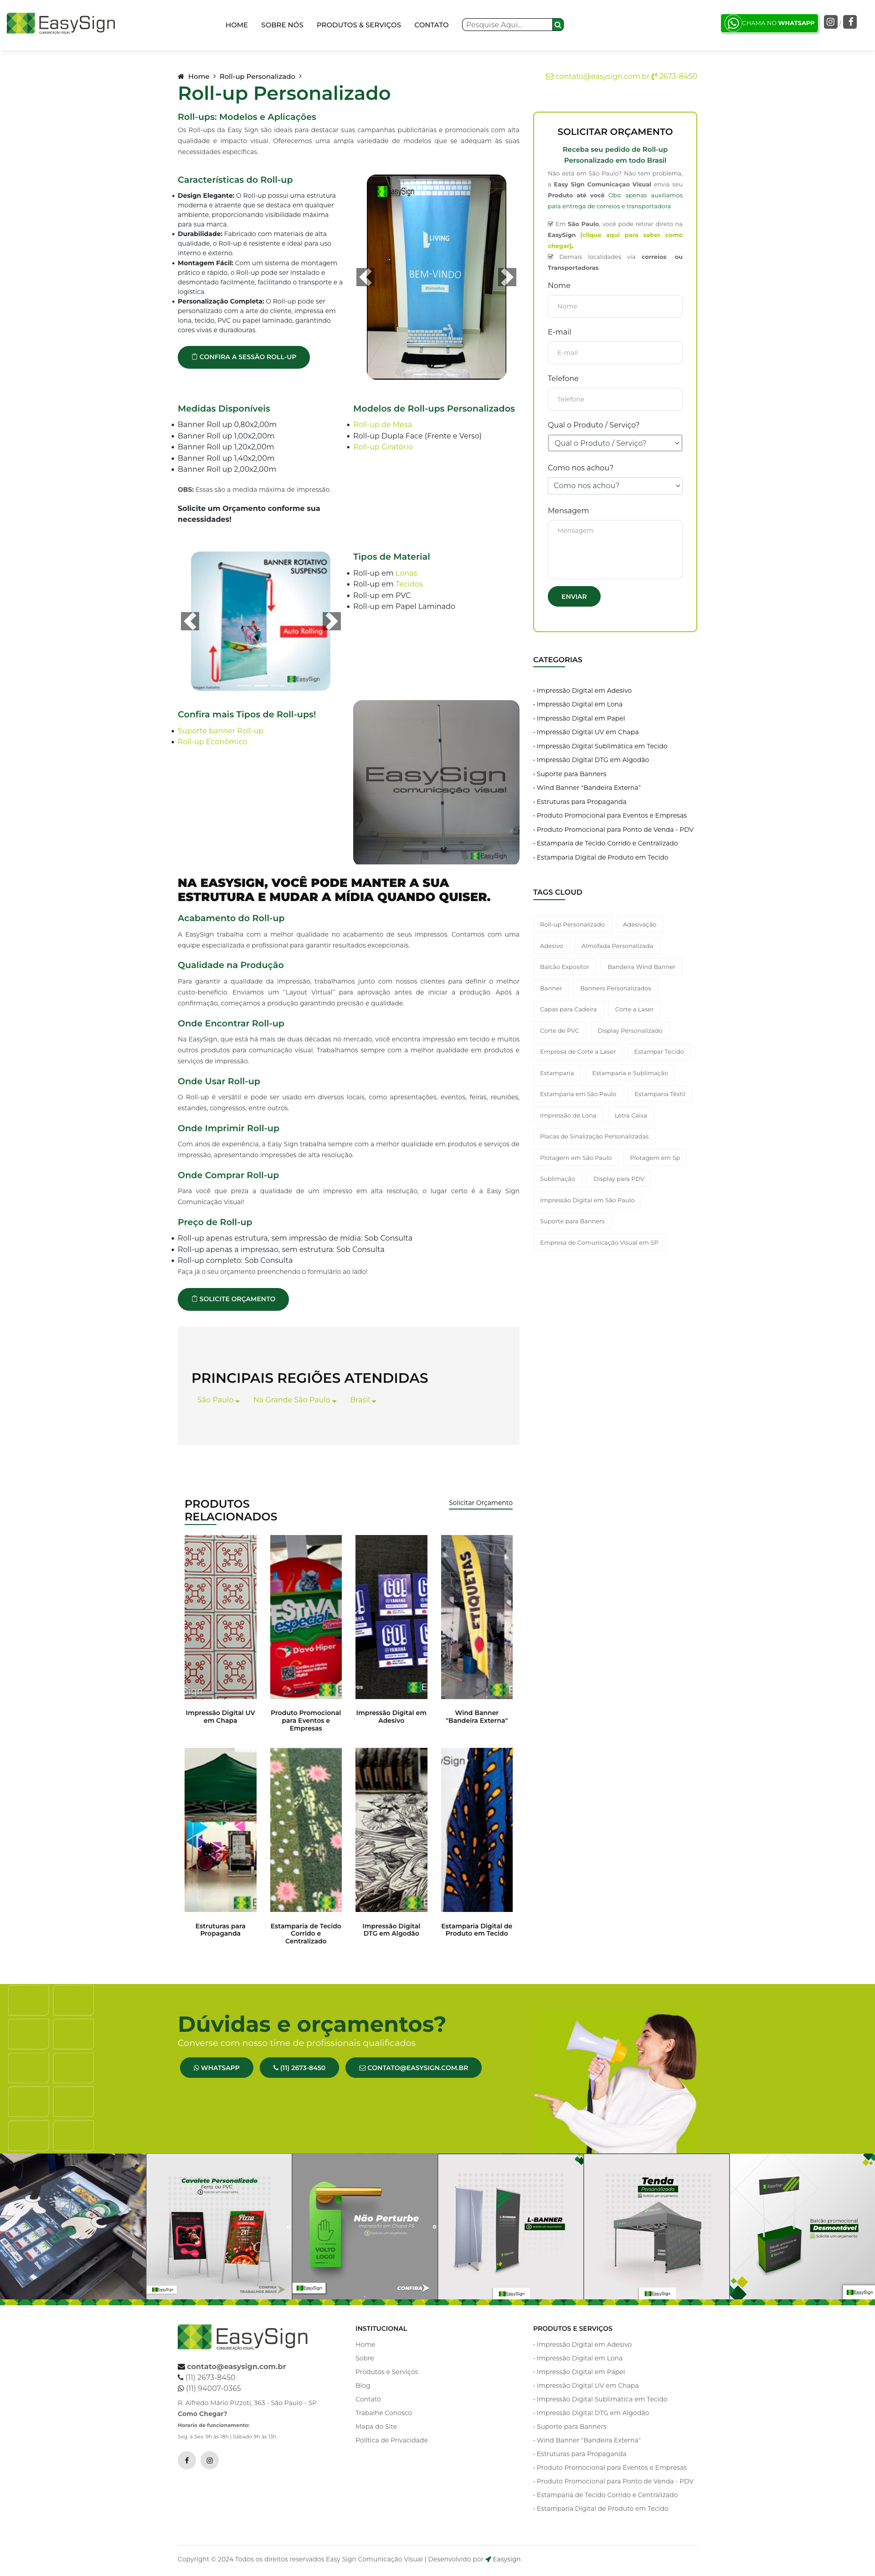 EasySign
COMUNICAÇÃO VISUAL
HOME
SOBRE NÓS
PRODUTOS & SERVIÇOS
CONTATO
Pesquise Aqui...
CHAMA NO WHATSAPP
Home > Roll-up Personalizado >
contato@easysign.com.br 2673-8450
Roll-up Personalizado
Roll-ups: Modelos e Aplicações
Os Roll-ups da Easy Sign são ideais para destacar suas campanhas publicitárias e promocionais com alta
qualidade e impacto visual. Oferecemos uma ampla variedade de modelos que se adequam às suas
necessidades específicas.
Características do Roll-up
• Design Elegante: O Roll-up possui uma estrutura
moderna e atraente que se destaca em qualquer
ambiente, proporcionando visibilidade máxima
para sua marca.
• Durabilidade: Fabricado com materiais de alta
qualidade, o Roll-up é resistente e ideal para uso
interno e externo.
• Montagem Fácil: Com um sistema de montagem
prático e rápido, o Roll-up pode ser instalado e
desmontado facilmente, facilitando o transporte e a
logística.
• Personalização Completa: O Roll-up pode ser
personalizado com a arte do cliente, impressa em
lona, tecido, PVC ou papel laminado, garantindo
cores vivas e duradouras.
CONFIRA A SESSÃO ROLL-UP
EasySign
LIVING
BEM-VINDO
Medidas Disponíveis
• Banner Roll up 0,80x2,00m
• Banner Roll up 1,00x2,00m
• Banner Roll up 1,20x2,00m
• Banner Roll up 1,40x2,00m
• Banner Roll up 2,00x2,00m
OBS: Essas são a medida máxima de impressão.
Solicite um Orçamento conforme sua
necessidades!
Modelos de Roll-ups Personalizados
• Roll-up de Mesa
• Roll-up Dupla Face (Frente e Verso)
• Roll-up Giratório
BANNER ROTATIVO
SUSPENSO
Auto Rolling
EasySign
Tipos de Material
• Roll-up em Lonas
• Roll-up em Tecidos
• Roll-up em PVC
• Roll-up em Papel Laminado
Confira mais Tipos de Roll-ups!
• Suporte banner Roll-up
• Roll-up Econômico
EasySign
comunicação visual
EasySign
NA EASYSIGN, VOCÊ PODE MANTER A SUA
ESTRUTURA E MUDAR A MÍDIA QUANDO QUISER.
Acabamento do Roll-up
A EasySign trabalha com a melhor qualidade no acabamento de seus impressos. Contamos com uma
equipe especializada e profissional para garantir resultados excepcionais.
Qualidade na Produção
Para garantir a qualidade da impressão, trabalhamos junto com nossos clientes para definir o melhor
custo-benefício. Enviamos um "Layout Virtual" para aprovação antes de iniciar a produção. Após a
confirmação, começamos a produção garantindo precisão e qualidade.
Onde Encontrar Roll-up
Na EasySign, que está há mais de duas décadas no mercado, você encontra impressão em tecido e muitos
outros produtos para comunicação visual. Trabalhamos sempre com a melhor qualidade em produtos e
serviços de impressão.
Onde Usar Roll-up
O Roll-up é versátil e pode ser usado em diversos locais, como apresentações, eventos, feiras, reuniões,
estandes, congressos, entre outros.
Onde Imprimir Roll-up
Com anos de experiência, a Easy Sign trabalha sempre com a melhor qualidade em produtos e serviços de
impressão, apresentando impressões de alta resolução.
Onde Comprar Roll-up
Para você que preza a qualidade de um impresso em alta resolução, o lugar certo é a Easy Sign
Comunicação Visual!
Preço de Roll-up
• Roll-up apenas estrutura, sem impressão de mídia: Sob Consulta
• Roll-up apenas a impressao, sem estrutura: Sob Consulta
• Roll-up completo: Sob Consulta
Faça já o seu orçamento preenchendo o formulário ao lado!
SOLICITE ORÇAMENTO
PRINCIPAIS REGIÕES ATENDIDAS
São Paulo
Na Grande São Paulo
Brasil
SOLICITAR ORÇAMENTO
Receba seu pedido de Roll-up
Personalizado em todo Brasil
Não está em São Paulo? Não tem problema,
a Easy Sign Comunicaçao Visual envia seu
Produto até você Obs: apenas auxiliamos
para entrega de correios e transportadora
Em São Paulo, você pode retirar direto na
EasySign [clique aqui para saber como
chegar].
Demais localidades via correios ou
Transportadoras
Nome
Nome
E-mail
E-mail
Telefone
Telefone
Qual o Produto / Serviço?
Qual o Produto / Serviço?
Como nos achou?
Como nos achou?
Mensagem
Mensagem
ENVIAR
CATEGORIAS
• Impressão Digital em Adesivo
• Impressão Digital em Lona
• Impressão Digital em Papel
• Impressão Digital UV em Chapa
• Impressão Digital Sublimática em Tecido
• Impressão Digital DTG em Algodão
• Suporte para Banners
• Wind Banner "Bandeira Externa"
• Estruturas para Propaganda
• Produto Promocional para Eventos e Empresas
• Produto Promocional para Ponto de Venda - PDV
• Estamparia de Tecido Corrido e Centralizado
• Estamparia Digital de Produto em Tecido
TAGS CLOUD
Roll-up Personalizado
Adesivação
Adesivo
Almofada Personalizada
Balcão Expositor
Bandeira Wind Banner
Banner
Banners Personalizados
Capas para Cadeira
Corte a Laser
Corte de PVC
Display Personalizado
Empresa de Corte a Laser
Estampar Tecido
Estamparia
Estamparia e Sublimação
Estamparia em São Paulo
Estamparia Têxtil
Impressão de Lona
Letra Caixa
Placas de Sinalização Personalizadas
Plotagem em São Paulo
Plotagem em Sp
Sublimação
Display para PDV
Impressão Digital em São Paulo
Suporte para Banners
Empresa de Comunicação Visual em SP
PRODUTOS
RELACIONADOS
Solicitar Orçamento
especial
D'avó Hiper
GO!
YAMAHA
ETIQUETAS
Impressão Digital UV
em Chapa
Produto Promocional
para Eventos e
Empresas
Impressão Digital em
Adesivo
Wind Banner
"Bandeira Externa"
Estruturas para
Propaganda
Estamparia de Tecido
Corrido e
Centralizado
Impressão Digital
DTG em Algodão
Estamparia Digital de
Produto em Tecido
Dúvidas e orçamentos?
Converse com nosso time de profissionais qualificados
WHATSAPP
(11) 2673-8450
CONTATO@EASYSIGN.COM.BR
Cavalete Personalizado
Ferro ou PVC
Pizza
EasySign
CONFIRA
TRABALHOS REAIS
Não Perturbe
VOLTO
LOGO!
EasySign
CONFIRA
L-BANNER
EasySign
Tenda
Personalizada
EasySign
Balcão promocional
Desmontável
Solicite um orçamento
EasySign
EasySign
COMUNICAÇÃO VISUAL
contato@easysign.com.br
(11) 2673-8450
(11) 94007-0365
R. Alfredo Mário Pizzoti, 363 - São Paulo - SP
Como Chegar?
Horario de funcionamento:
Seg. à Sex. 9h às 18h | Sábado 9h às 13h
INSTITUCIONAL
Home
Sobre
Produtos e Serviços
Blog
Contato
Trabalhe Conosco
Mapa do Site
Política de Privacidade
PRODUTOS E SERVIÇOS
• Impressão Digital em Adesivo
• Impressão Digital em Lona
• Impressão Digital em Papel
• Impressão Digital UV em Chapa
• Impressão Digital Sublimática em Tecido
• Impressão Digital DTG em Algodão
• Suporte para Banners
• Wind Banner "Bandeira Externa"
• Estruturas para Propaganda
• Produto Promocional para Eventos e Empresas
• Produto Promocional para Ponto de Venda - PDV
• Estamparia de Tecido Corrido e Centralizado
• Estamparia Digital de Produto em Tecido
Copyright © 2024 Todos os direitos reservados Easy Sign Comunicação Visual | Desenvolvido por Easysign